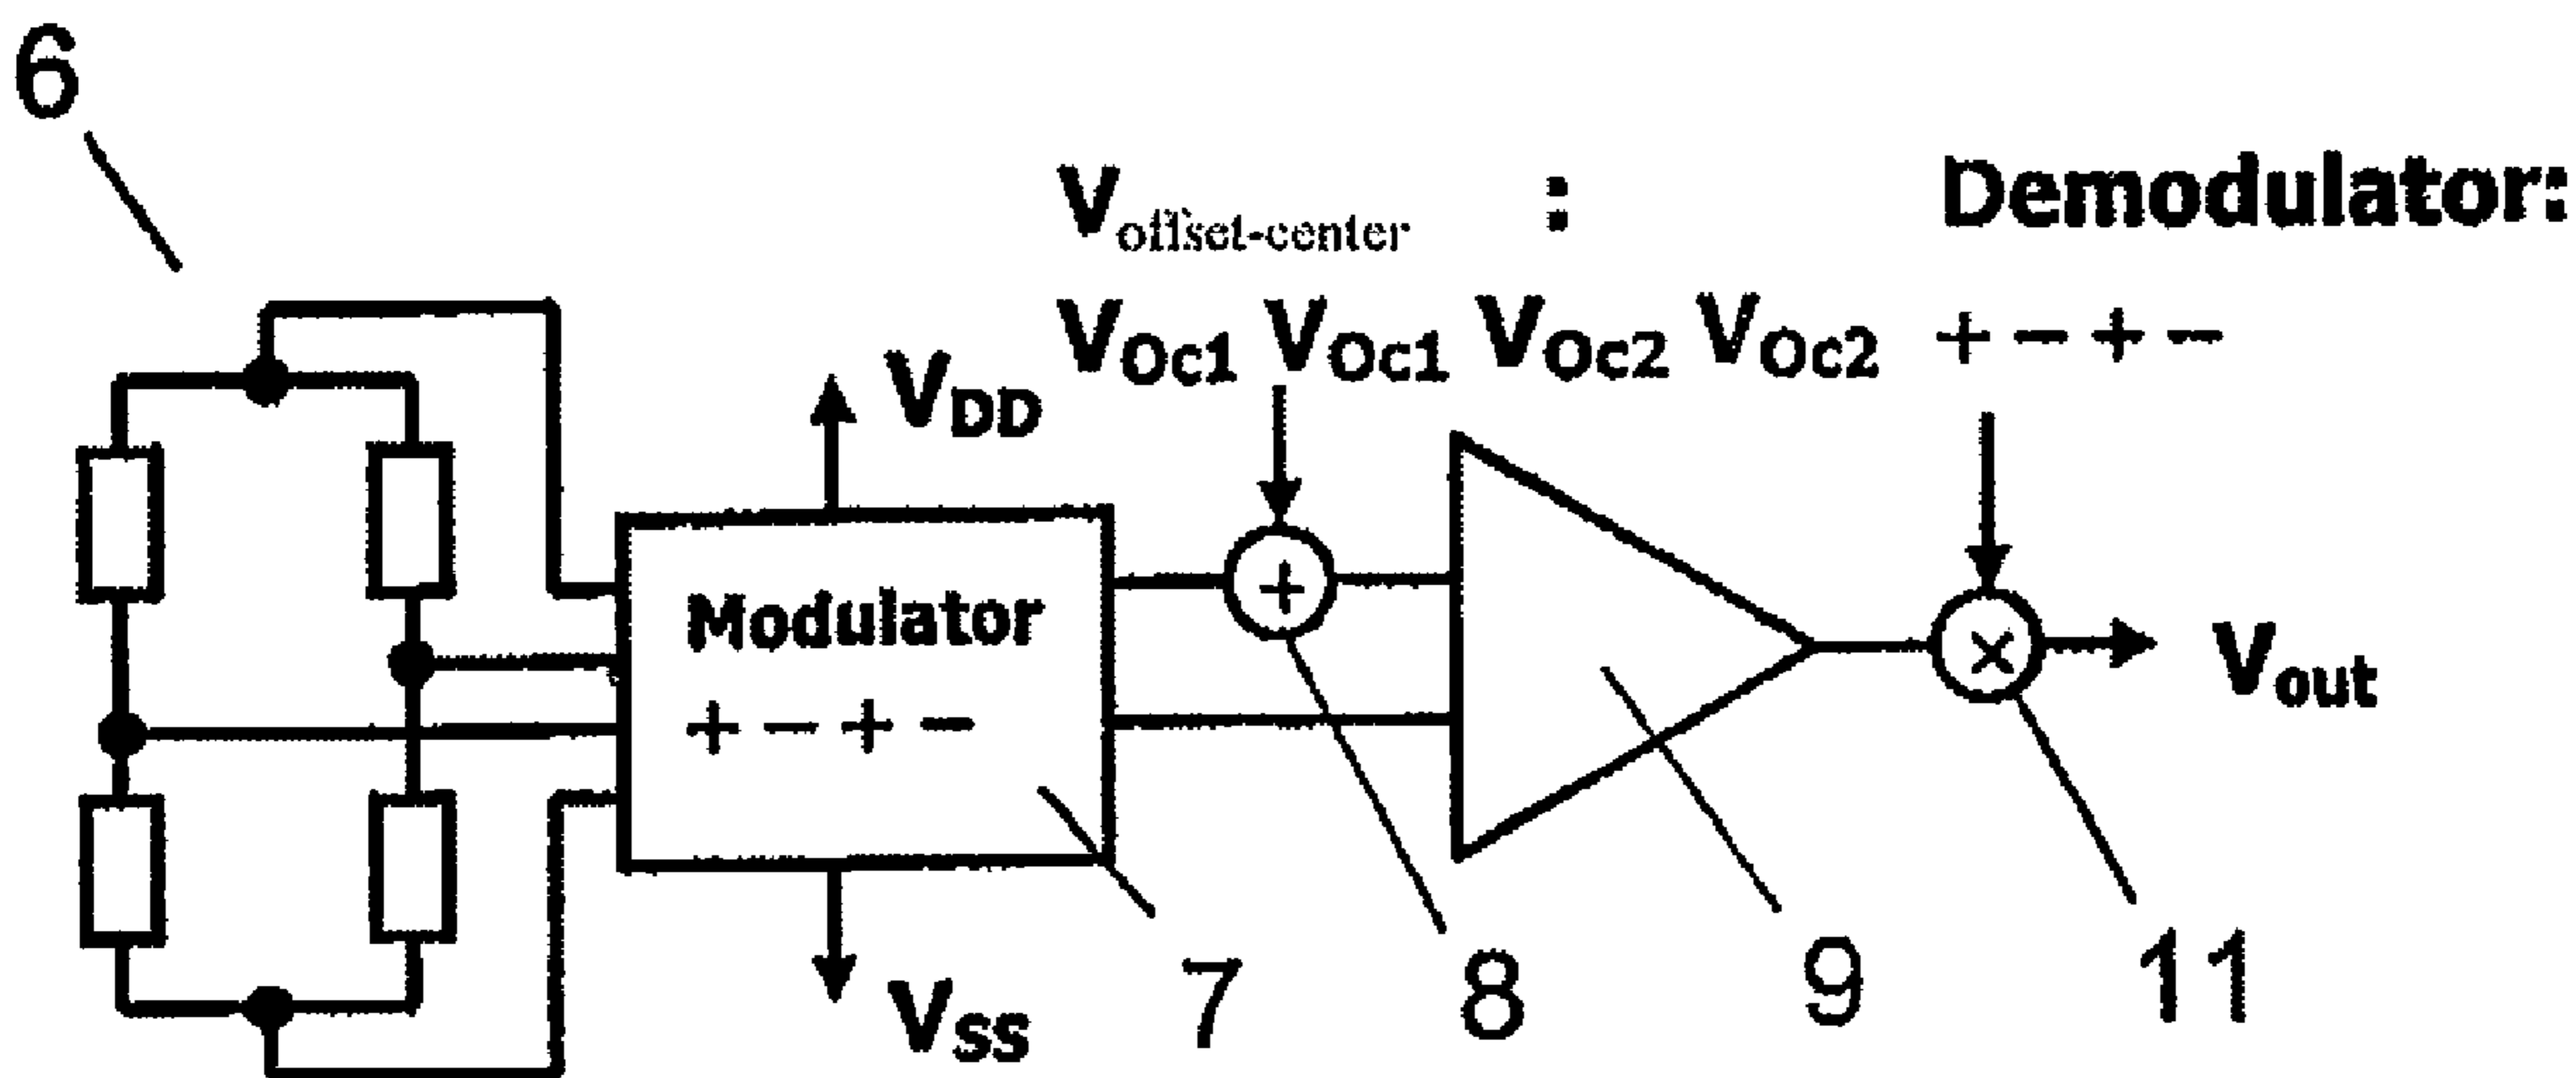 6
Voffset-center : Demodulator:
VOc1 VOc1 VOc2 VOc2 + − + −
VDD
Modulator
+
+ − + −
×
Vout
VSS
7 8 9 11